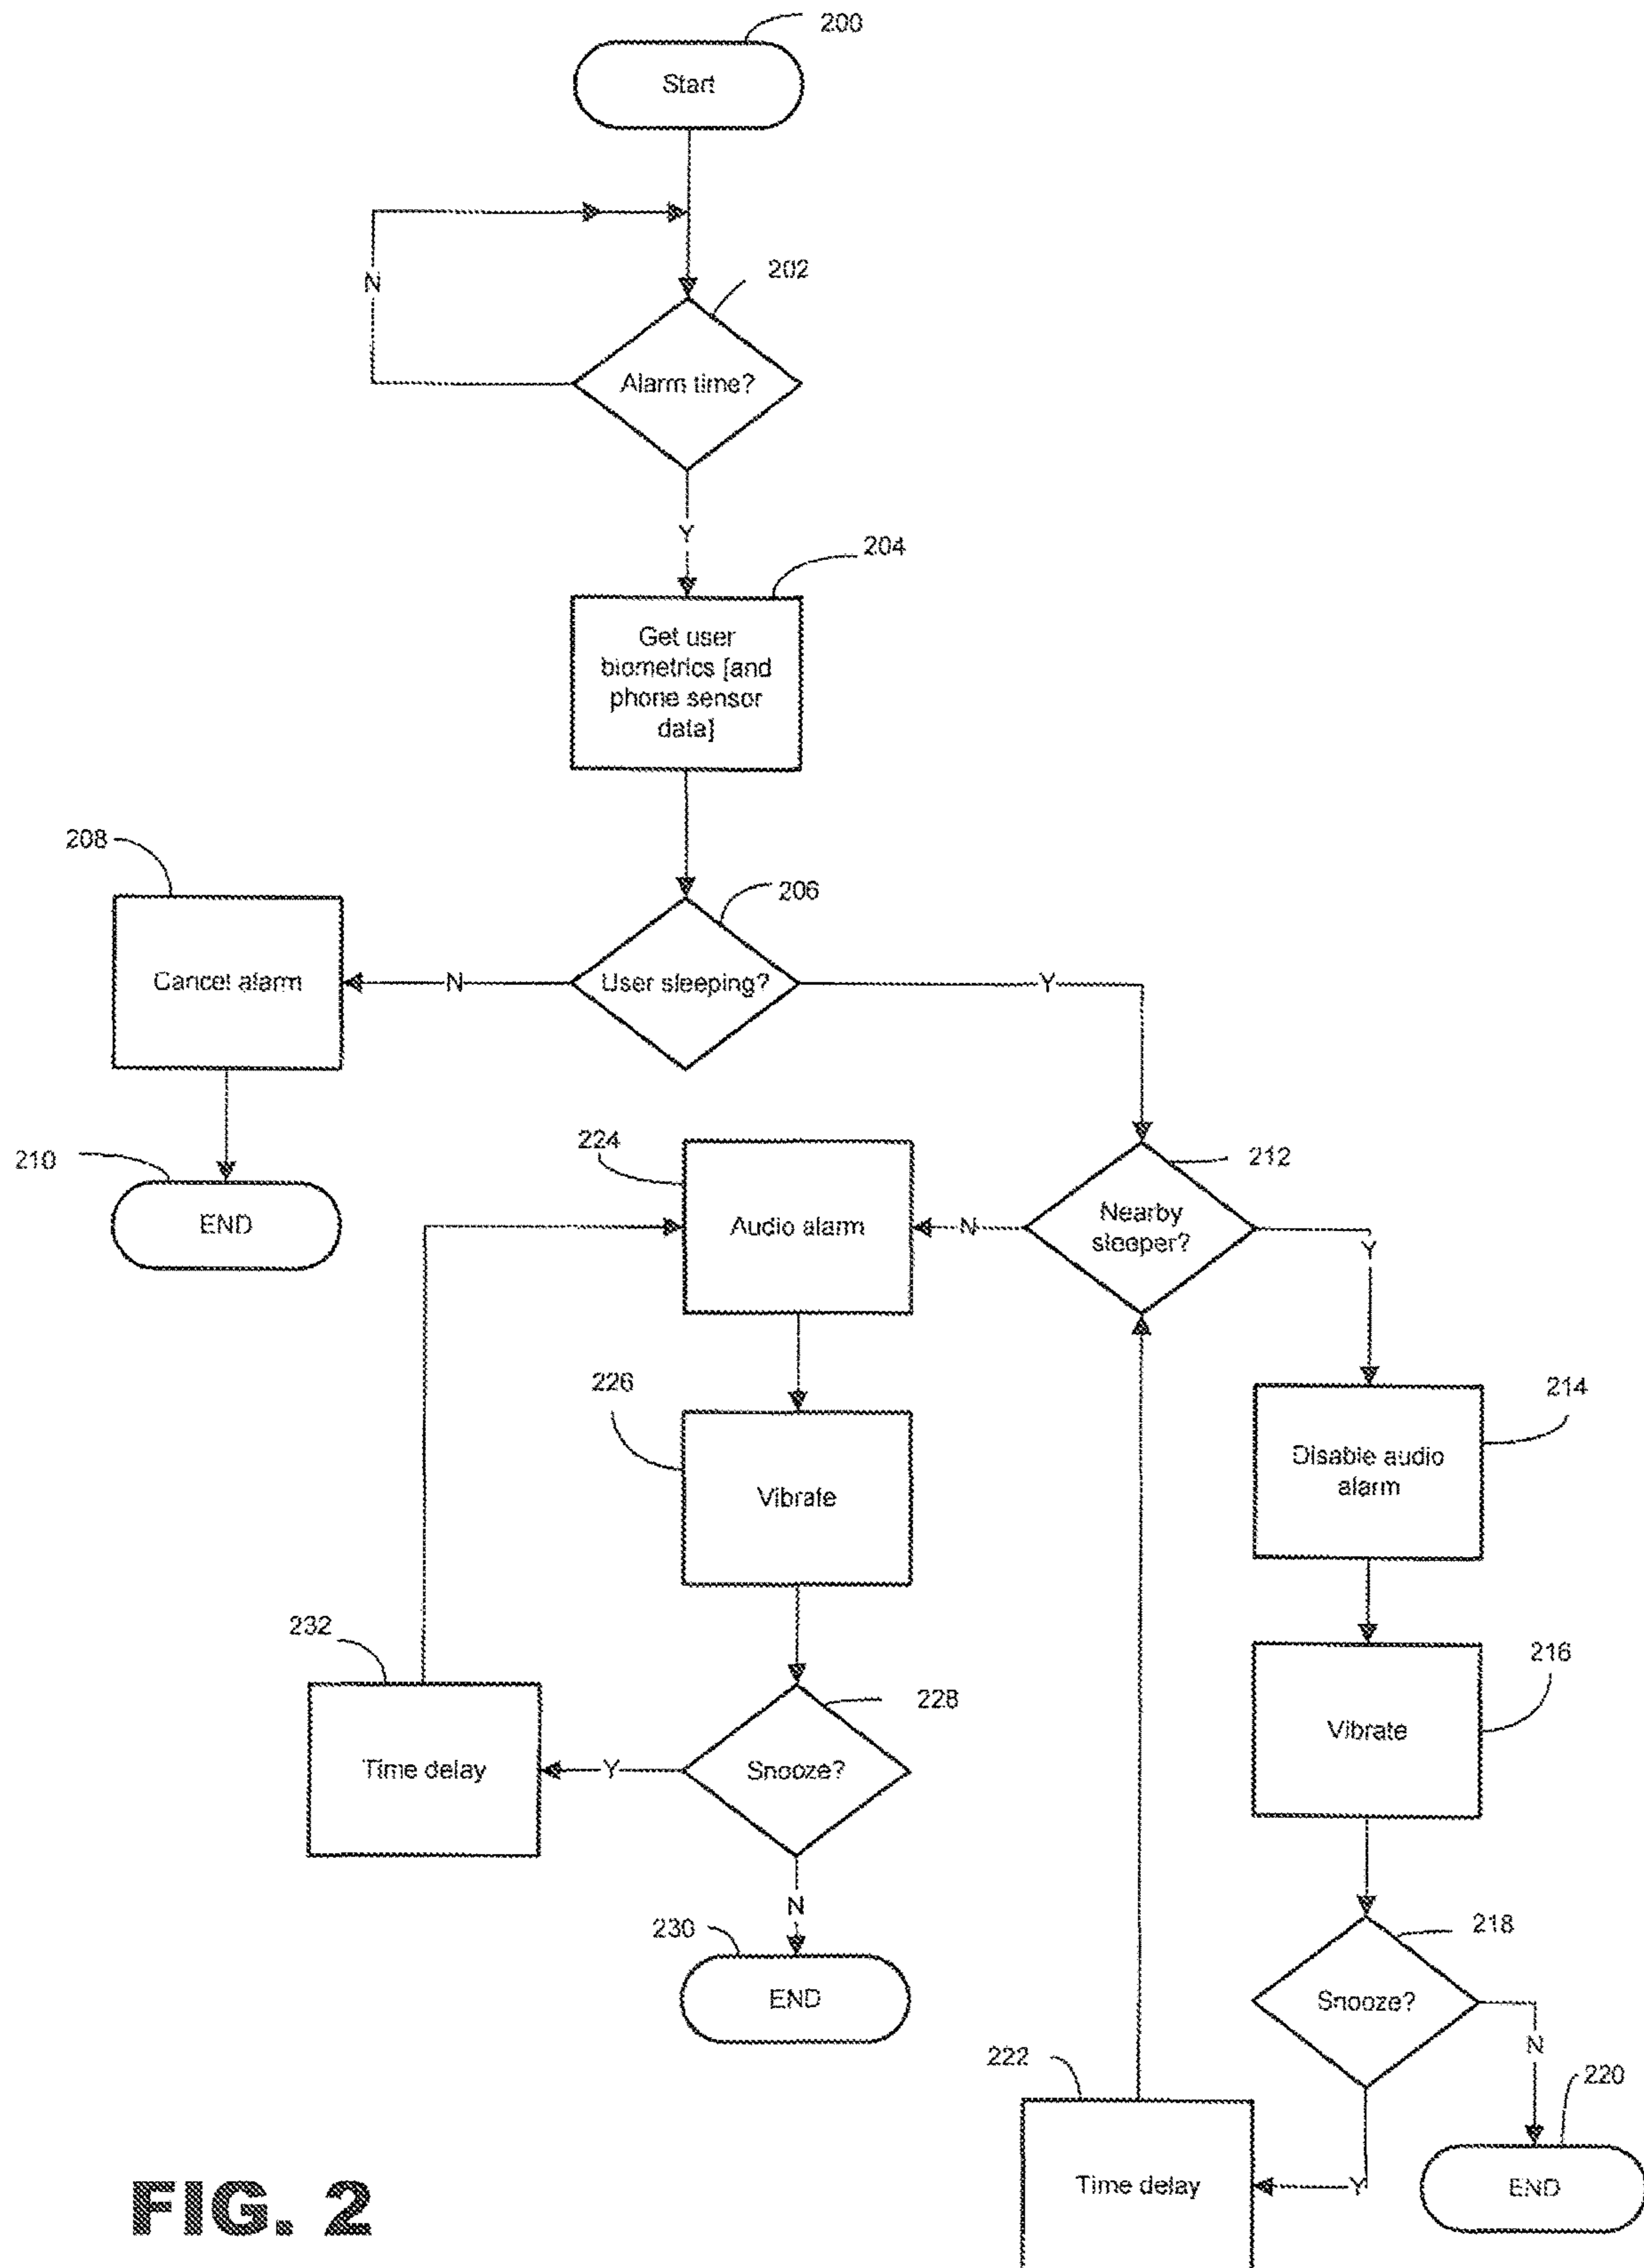 200
Start
N
202
Alarm time?
Y
204
Get user
biometrics [and
phone sensor
data]
208
206
Cancel alarm
N
User sleeping?
Y
210
END
224
212
Audio alarm
N
Nearby
sleeper?
Y
226
214
Vibrate
Disable audio
alarm
232
216
228
Time delay
Y
Snooze?
Vibrate
N
230
218
END
Snooze?
N
222
220
Time delay
Y
END
FIG. 2